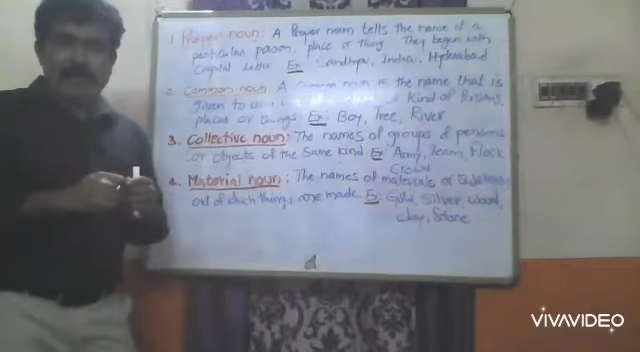 1. Proper noun: A Proper noun tells the name of a
particular person, place or thing They begun with
Capital Letter Ex Sandhya, India, Hyderabad
2. Common noun: A common noun is the name that is
given to kind of Persons,
places or things Ex: Boy, Tree, River
3. Collective noun: The names of groups of persons
or objects of the same kind Ex: Army, Team, Flock
Crowd
4. Material noun: The names of materials or
out of which things are made. Ex: Gold, Silver, Wood,
clay, Stone
VIVAVIDEO